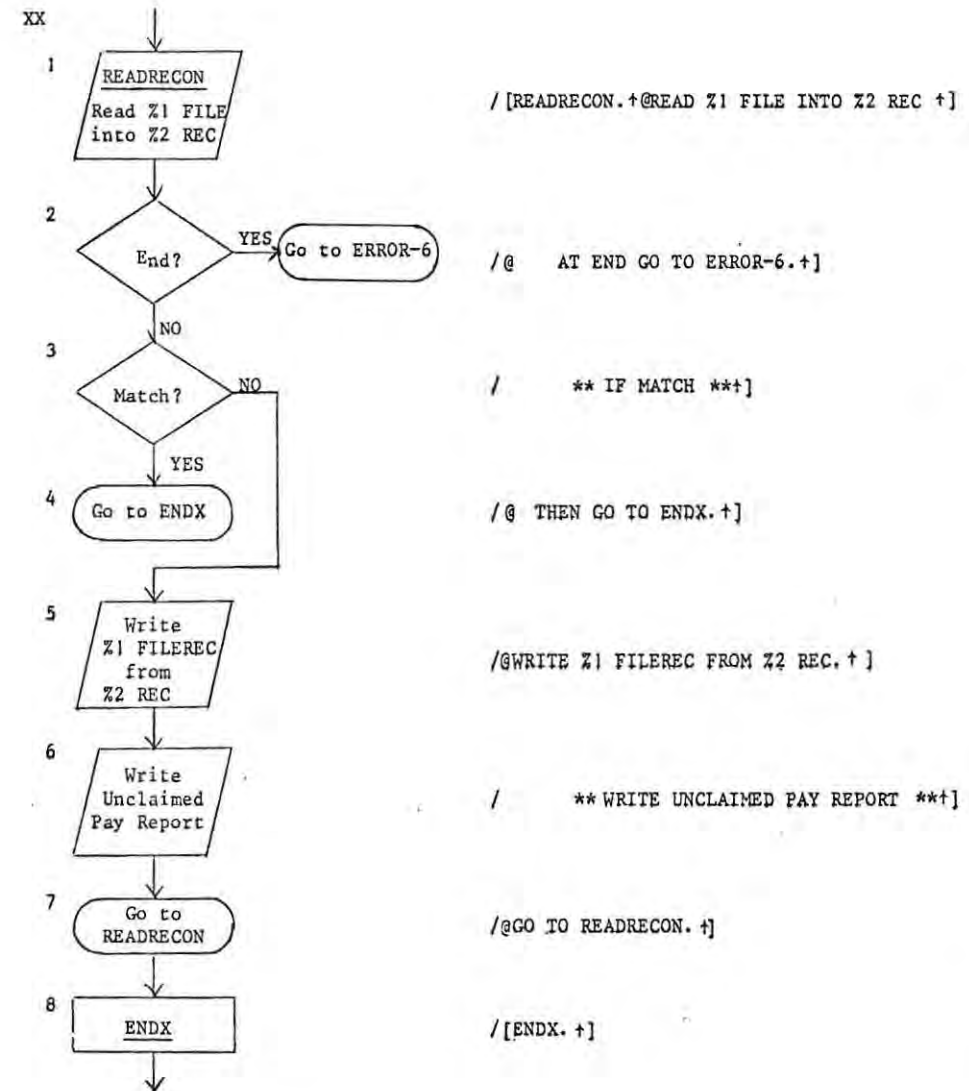 XX
1
READRECON
Read %1 FILE
into %2 REC
/[READRECON.↑@READ %1 FILE INTO %2 REC ↑]
2
End?
YES
Go to ERROR-6
/@ AT END GO TO ERROR-6.↑]
NO
3
Match?
NO
/ ** IF MATCH **↑]
YES
4
Go to ENDX
/@ THEN GO TO ENDX.↑]
5
Write
%1 FILEREC
from
%2 REC
/@WRITE %1 FILEREC FROM %2 REC.↑ ]
6
Write
Unclaimed
Pay Report
/ ** WRITE UNCLAIMED PAY REPORT **↑]
7
Go to
READRECON
/@GO TO READRECON. ↑]
8
ENDX
/[ENDX. ↑]